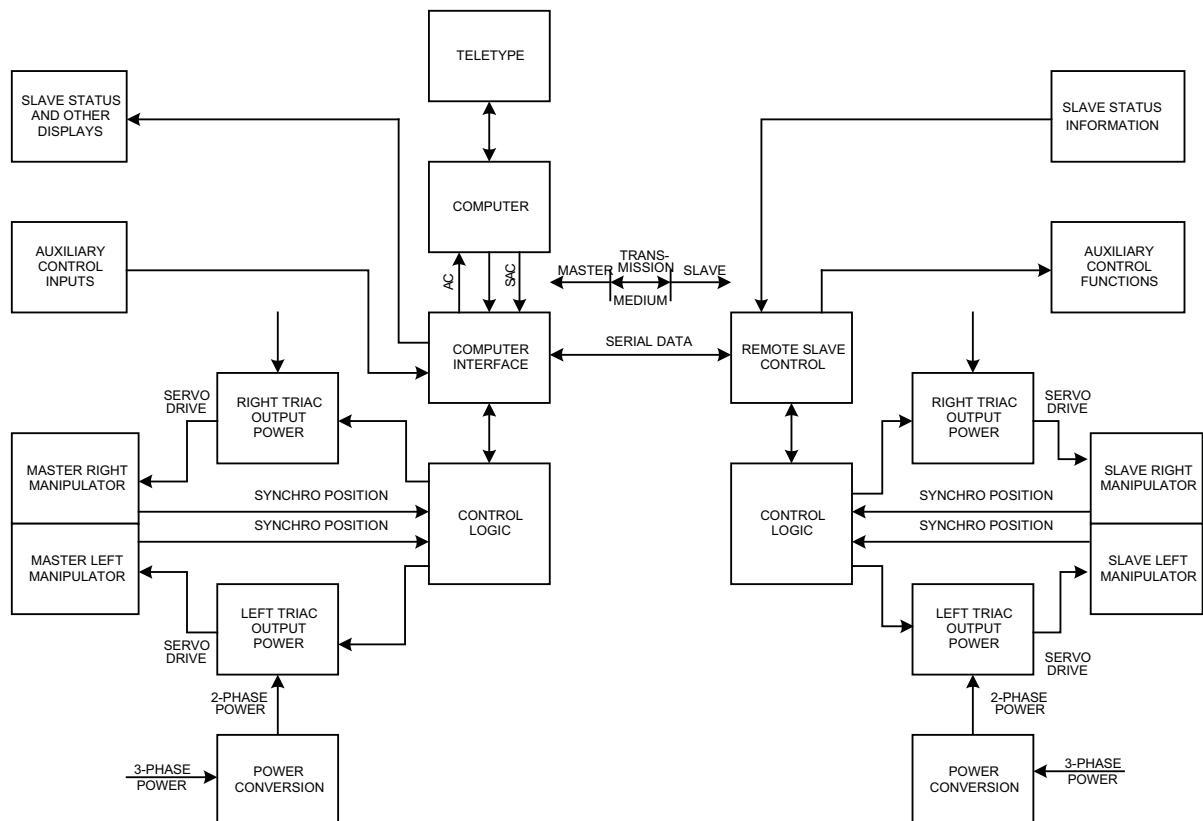 TELETYPE
SLAVE STATUS
AND OTHER
DISPLAYS
SLAVE STATUS
INFORMATION
COMPUTER
AUXILIARY
CONTROL
INPUTS
AUXILIARY
CONTROL
FUNCTIONS
AC
SAC
MASTER
TRANS-
MISSION
MEDIUM
SLAVE
COMPUTER
INTERFACE
SERIAL DATA
REMOTE SLAVE
CONTROL
SERVO
DRIVE
RIGHT TRIAC
OUTPUT
POWER
RIGHT TRIAC
OUTPUT
POWER
SERVO
DRIVE
MASTER RIGHT
MANIPULATOR
SYNCHRO POSITION
SYNCHRO POSITION
MASTER LEFT
MANIPULATOR
CONTROL
LOGIC
CONTROL
LOGIC
SYNCHRO POSITION
SYNCHRO POSITION
SLAVE RIGHT
MANIPULATOR
SLAVE LEFT
MANIPULATOR
SERVO
DRIVE
LEFT TRIAC
OUTPUT
POWER
LEFT TRIAC
OUTPUT
POWER
SERVO
DRIVE
2-PHASE
POWER
2-PHASE
POWER
3-PHASE
POWER
POWER
CONVERSION
POWER
CONVERSION
3-PHASE
POWER